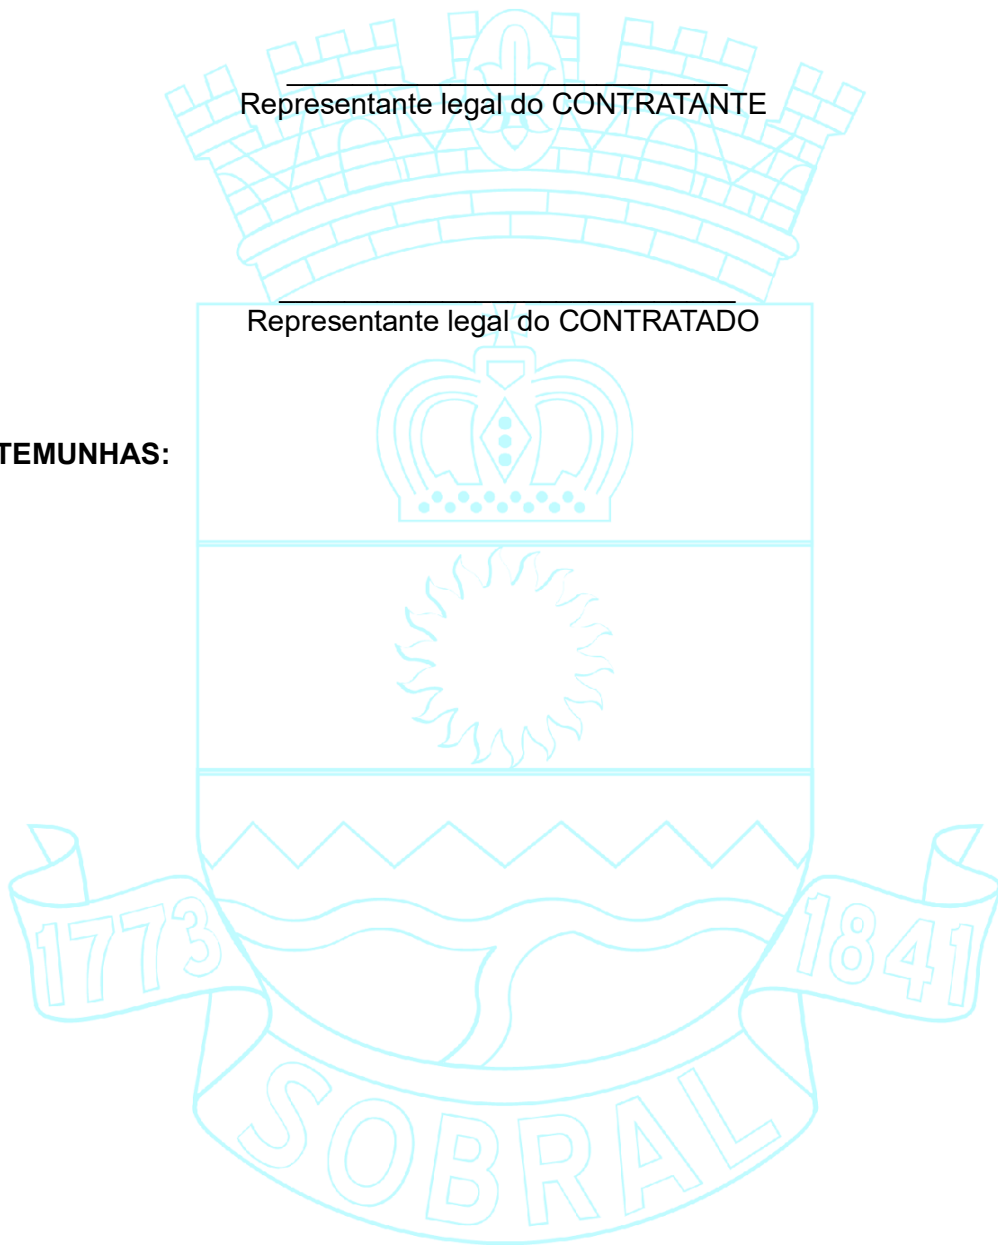 Representante legal do CONTRATANTE
Representante legal do CONTRATADO
TEMUNHAS:
1773
1841
SOBRAL